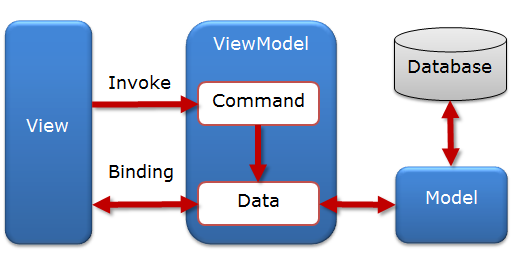 View
Invoke
Binding
ViewModel
Command
Data
Database
Model